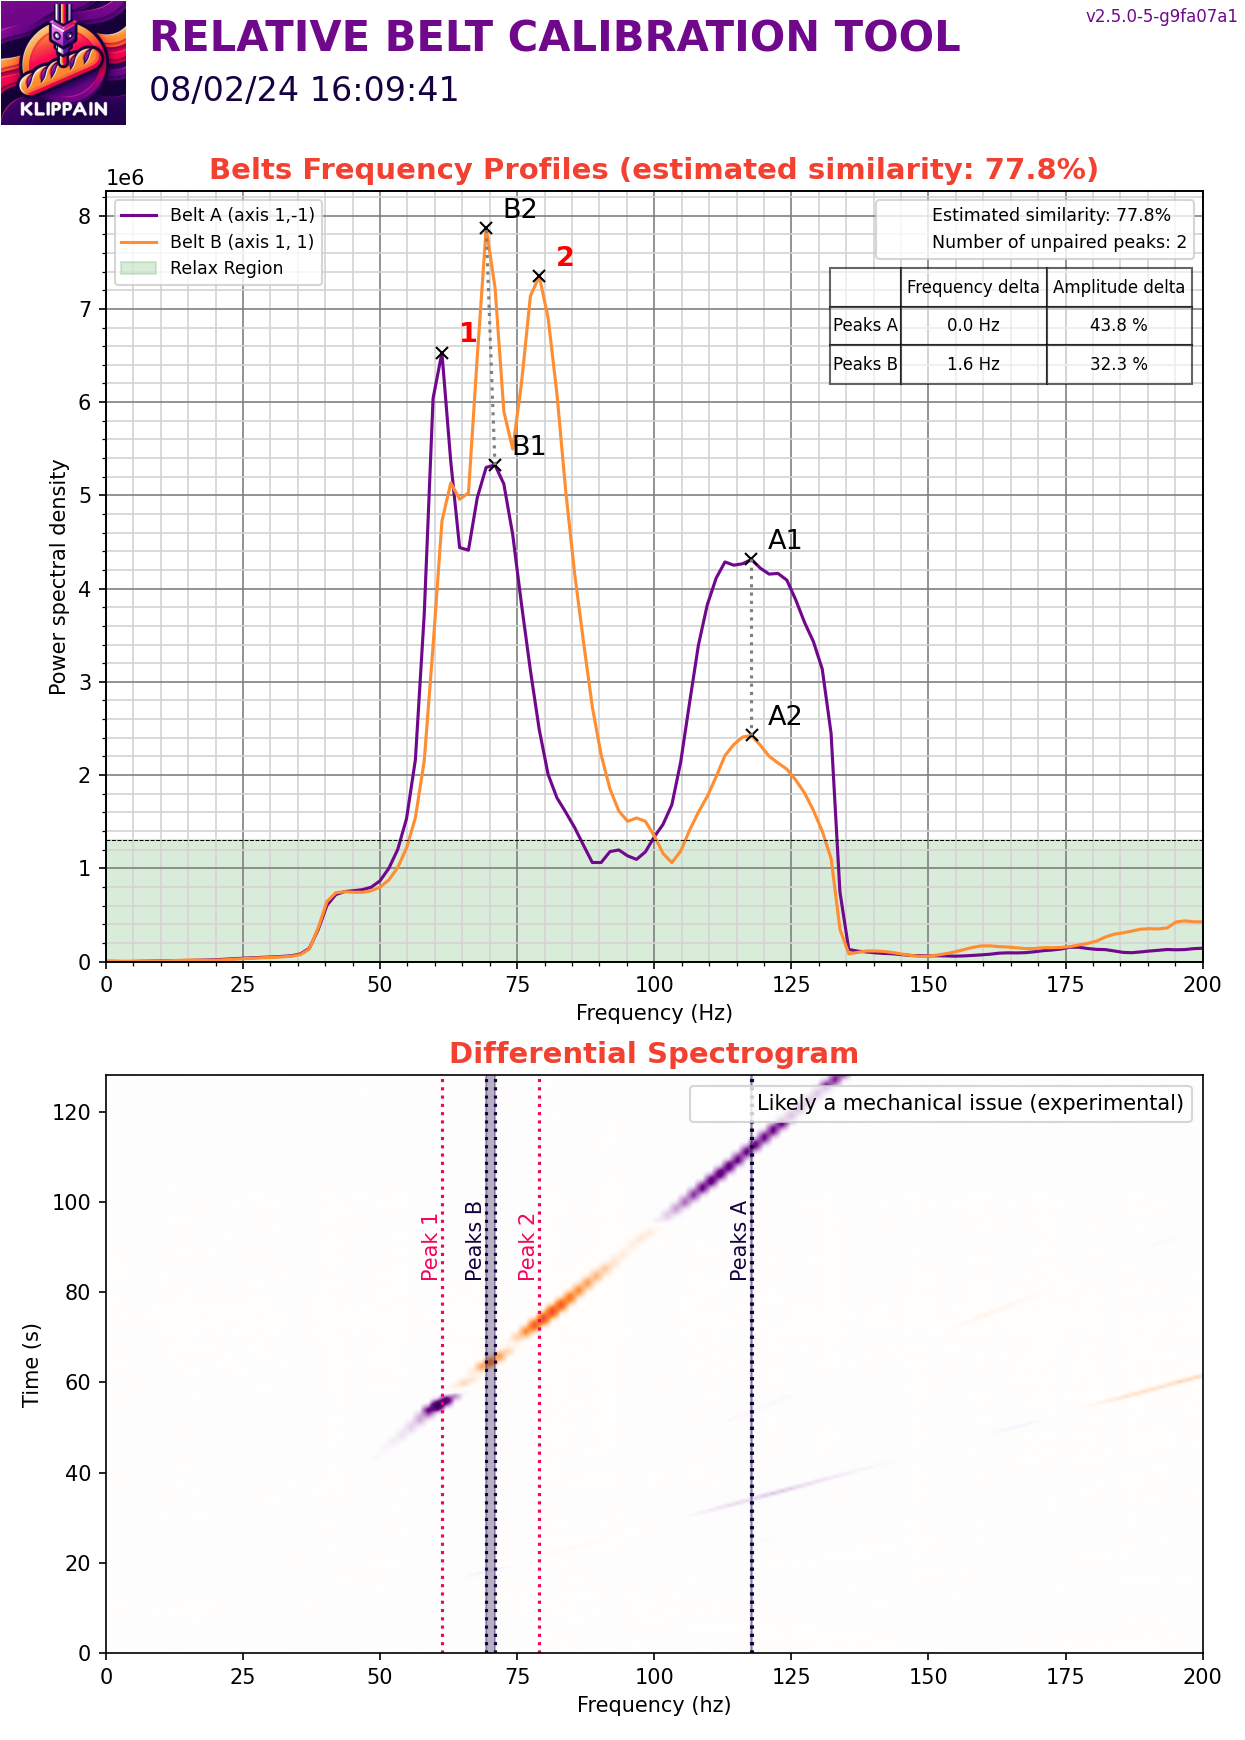 v2.5.0-5-g9fa07a1
RELATIVE BELT CALIBRATION TOOL
08/02/24 16:09:41
KLIPPAIN
Belts Frequency Profiles (estimated similarity: 77.8%)
1e6
Belt A (axis 1,-1)
Belt B (axis 1, 1)
Relax Region
Estimated similarity: 77.8%
Number of unpaired peaks: 2
Frequency delta Amplitude delta
Peaks A 0.0 Hz 43.8 %
Peaks B 1.6 Hz 32.3 %
B2
2
1
B1
A1
A2
8
7
6
5
4
3
2
1
0
Power spectral density
0 25 50 75 100 125 150 175 200
Frequency (Hz)
Differential Spectrogram
Likely a mechanical issue (experimental)
Peak 1
Peaks B
Peak 2
Peaks A
120
100
80
60
40
20
0
Time (s)
0 25 50 75 100 125 150 175 200
Frequency (hz)